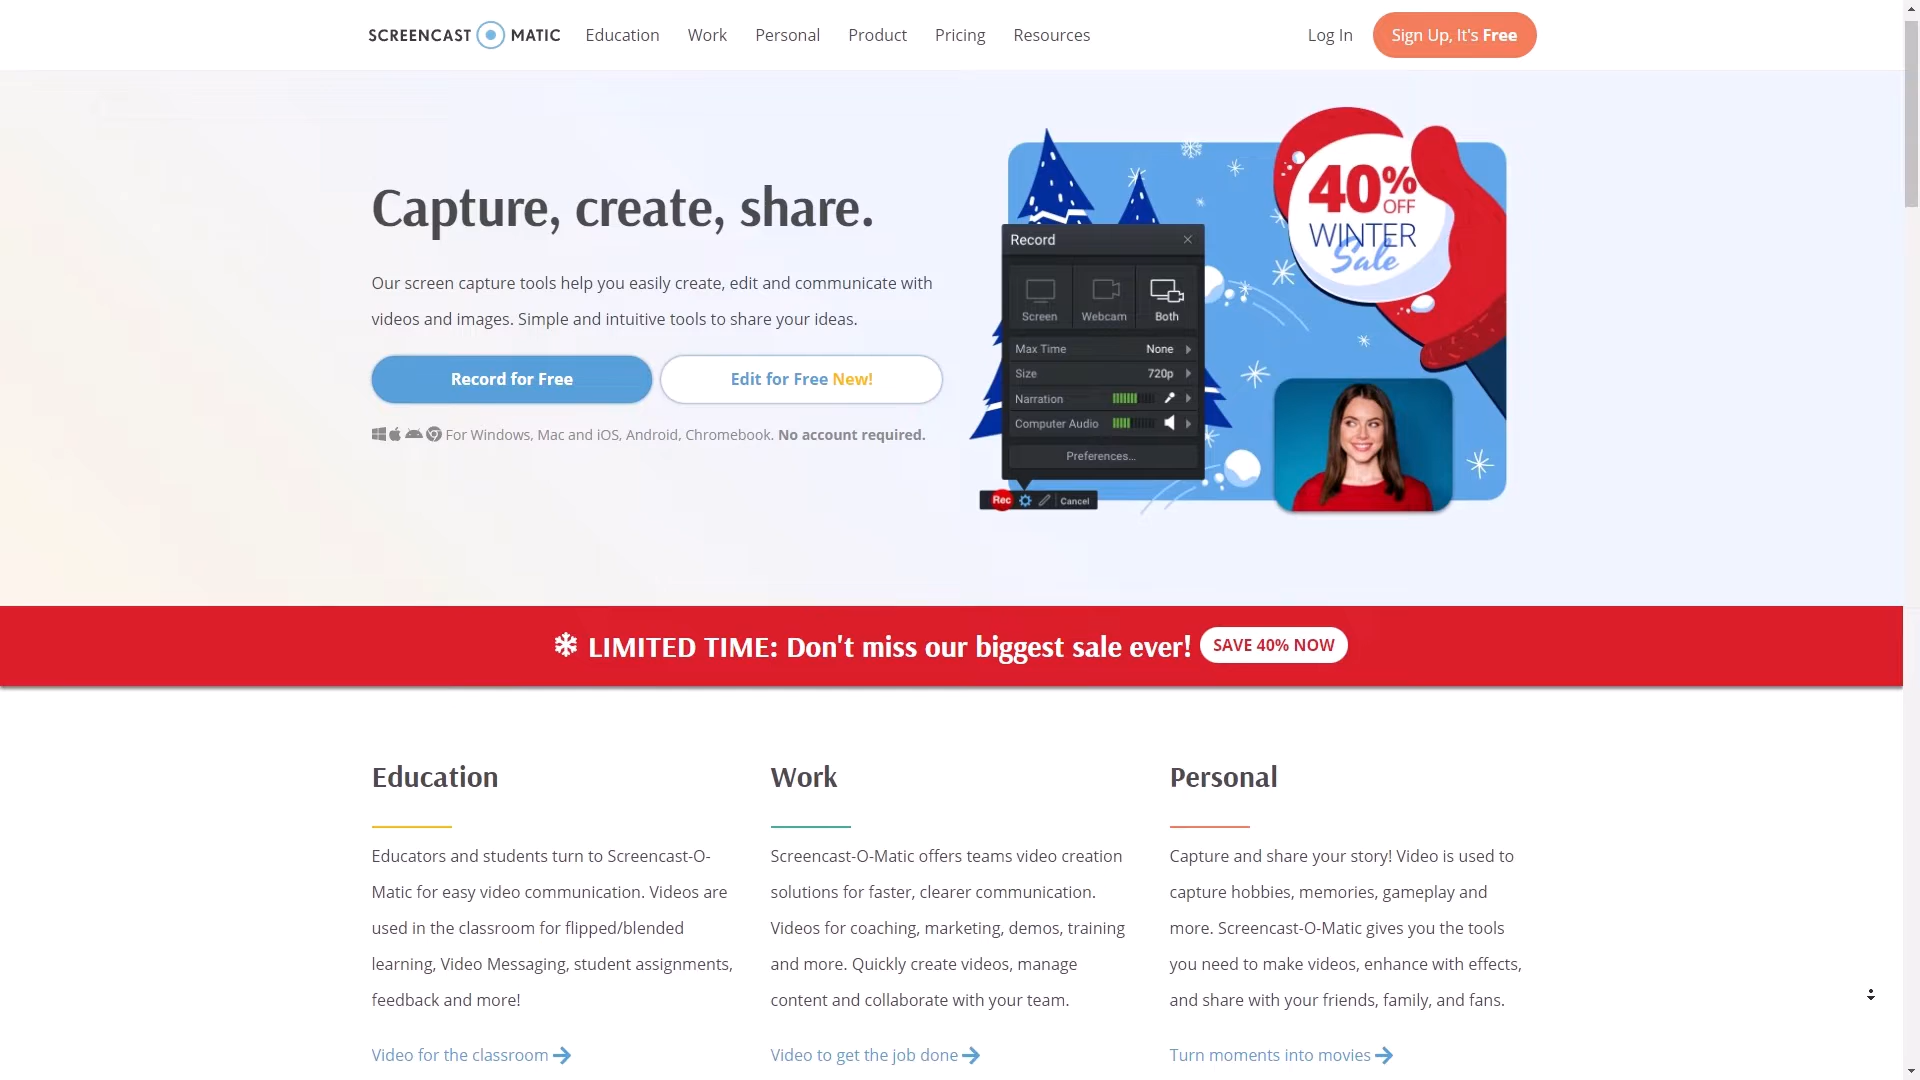 SCREENCAST MATIC
Education
Work
Personal
Product
Pricing
Resources
Log In
Sign Up, It's Free
Capture, create, share.
Our screen capture tools help you easily create, edit and communicate with
videos and images. Simple and intuitive tools to share your ideas.
Record for Free
Edit for Free New!
For Windows, Mac and iOS, Android, Chromebook. No account required.
40%
OFF
WINTER
Sale
Record
Screen
Webcam
Both
Max Time None
Size 720p
Narration
Computer Audio
Preferences...
Rec
Cancel
LIMITED TIME: Don't miss our biggest sale ever!
SAVE 40% NOW
Education
Educators and students turn to Screencast-O-
Matic for easy video communication. Videos are
used in the classroom for flipped/blended
learning, Video Messaging, student assignments,
feedback and more!
Video for the classroom
Work
Screencast-O-Matic offers teams video creation
solutions for faster, clearer communication.
Videos for coaching, marketing, demos, training
and more. Quickly create videos, manage
content and collaborate with your team.
Video to get the job done
Personal
Capture and share your story! Video is used to
capture hobbies, memories, gameplay and
more. Screencast-O-Matic gives you the tools
you need to make videos, enhance with effects,
and share with your friends, family, and fans.
Turn moments into movies